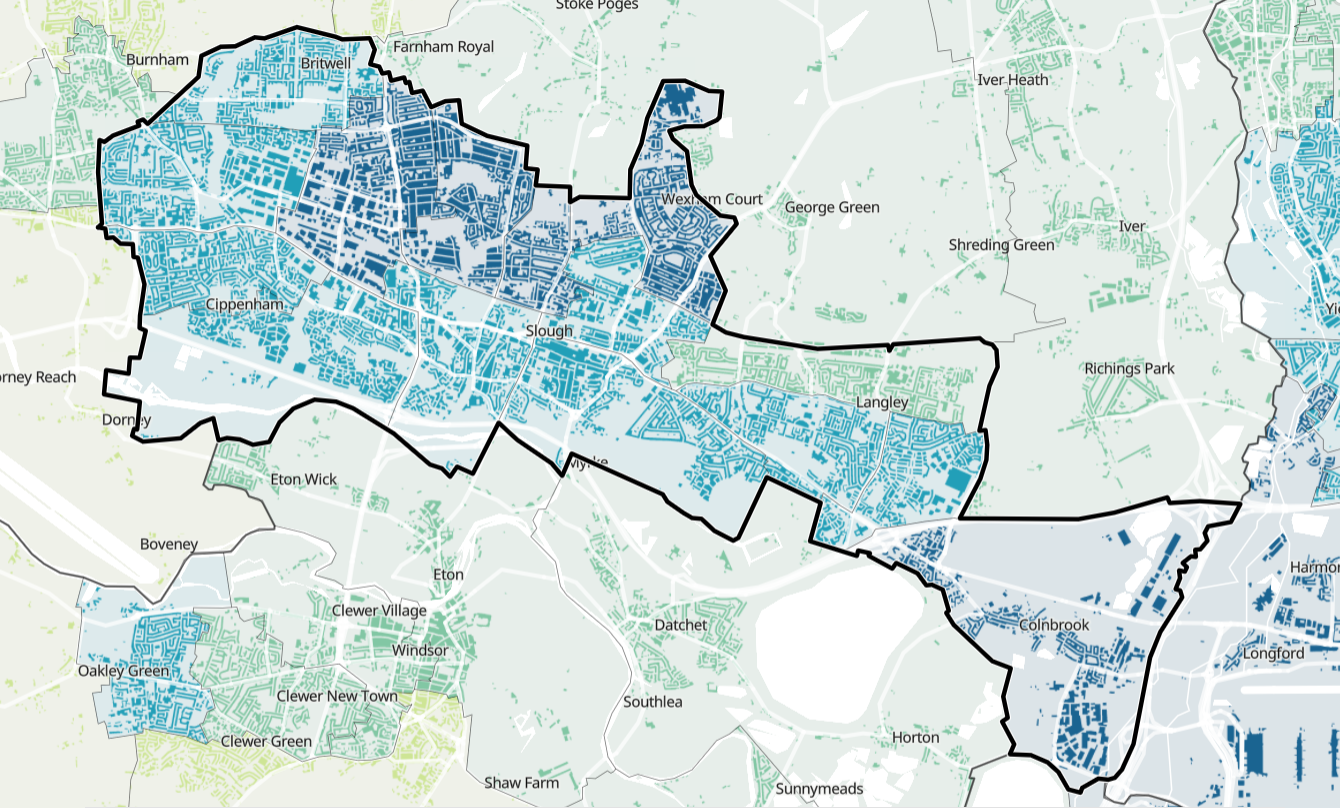 Stoke Poges
Farnham Royal
Burnham
Britwell
Iver Heath
Wexham Court
George Green
Iver
Shreding Green
Cippenham
Slough
Richings Park
Langley
Dorney
Eton Wick
Boveney
Eton
Harmon
Clewer Village
Datchet
Colnbrook
Windsor
Longford
Oakley Green
Clewer New Town
Southlea
Clewer Green
Horton
Shaw Farm
Sunnymeads
orney Reach
Yi